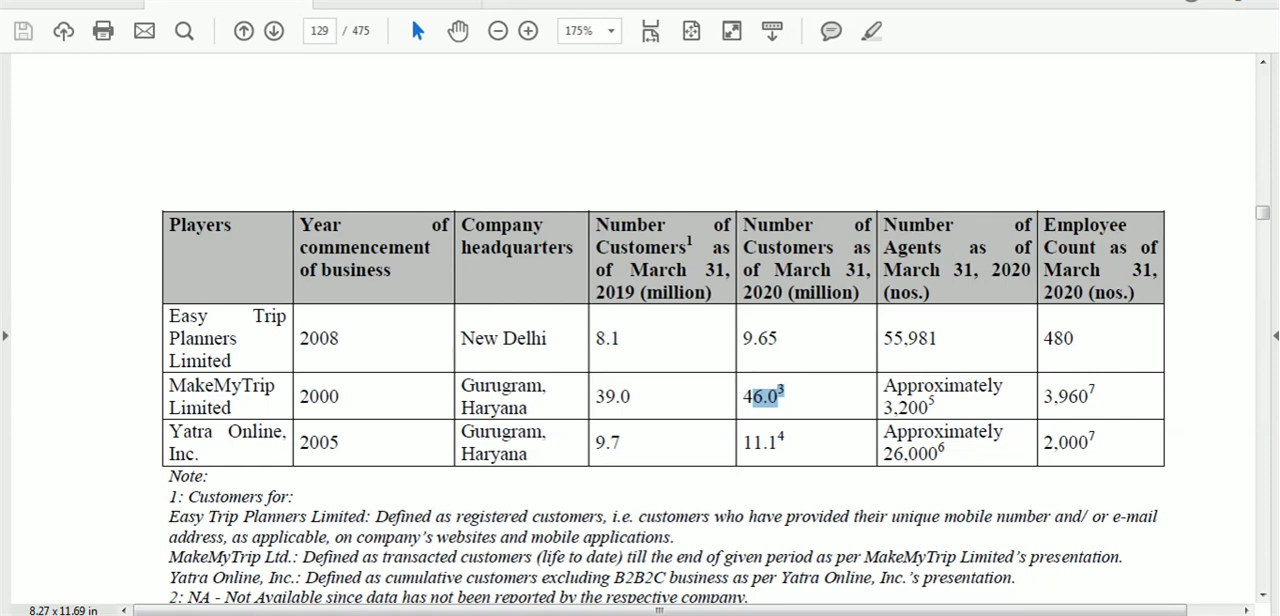 129 / 475 175%
Players Year of commencement of business Company headquarters Number of Customers¹ as of March 31, 2019 (million) Number of Customers as of March 31, 2020 (million) Number of Agents as of March 31, 2020 (nos.) Employee Count as of March 31, 2020 (nos.)
Easy Trip Planners Limited 2008 New Delhi 8.1 9.65 55,981 480
MakeMyTrip Limited 2000 Gurugram, Haryana 39.0 46.0³ Approximately 3,200⁵ 3,960⁷
Yatra Online, Inc. 2005 Gurugram, Haryana 9.7 11.1⁴ Approximately 26,000⁶ 2,000⁷
Note:
1: Customers for:
Easy Trip Planners Limited: Defined as registered customers, i.e. customers who have provided their unique mobile number and/ or e-mail
address, as applicable, on company's websites and mobile applications.
MakeMyTrip Ltd.: Defined as transacted customers (life to date) till the end of given period as per MakeMyTrip Limited's presentation.
Yatra Online, Inc.: Defined as cumulative customers excluding B2B2C business as per Yatra Online, Inc.'s presentation.
2: NA - Not Available since data has not been reported by the respective company.
8.27 x 11.69 in